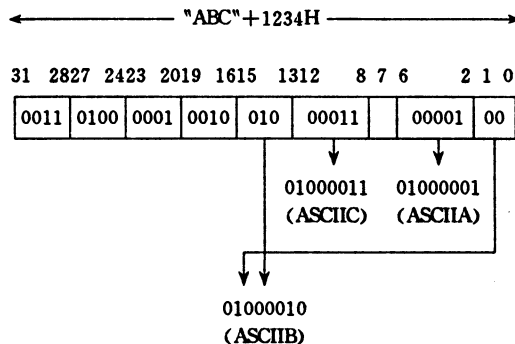 "ABC"+1234H
31 2827 2423 2019 1615 1312 8 7 6 2 1 0
0011 0100 0001 0010 010 00011 00001 00
01000011 01000001
(ASCIIC) (ASCIIA)
01000010
(ASCIIB)